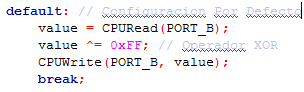 default: // Configuracion Por Defecto
value = CPURead(PORT_B);
value ^= 0xFF; // Operador XOR
CPUWrite(PORT_B, value);
break;